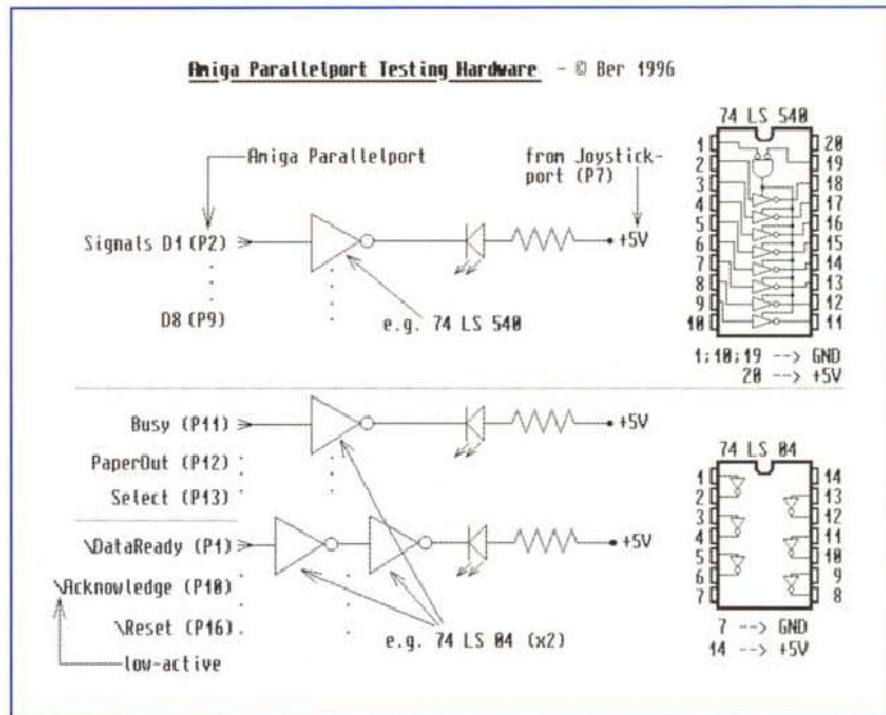 Amiga Parallelport Testing Hardware - © Ber 1996
Amiga Parallelport
from Joystick-
port (P7)
Signals D1 (P2)
+5V
D8 (P9)
e.g. 74 LS 540
74 LS 540
1 20
2 19
3 18
4 17
5 16
6 15
7 14
8 13
9 12
10 11
1;10;19 --> GND
20 --> +5V
Busy (P11)
+5V
PaperOut (P12)
Select (P13)
\DataReady (P1)
+5V
\Acknowledge (P10)
\Reset (P16)
low-active
e.g. 74 LS 04 (x2)
74 LS 04
1 14
2 13
3 12
4 11
5 10
6 9
7 8
7 --> GND
14 --> +5V